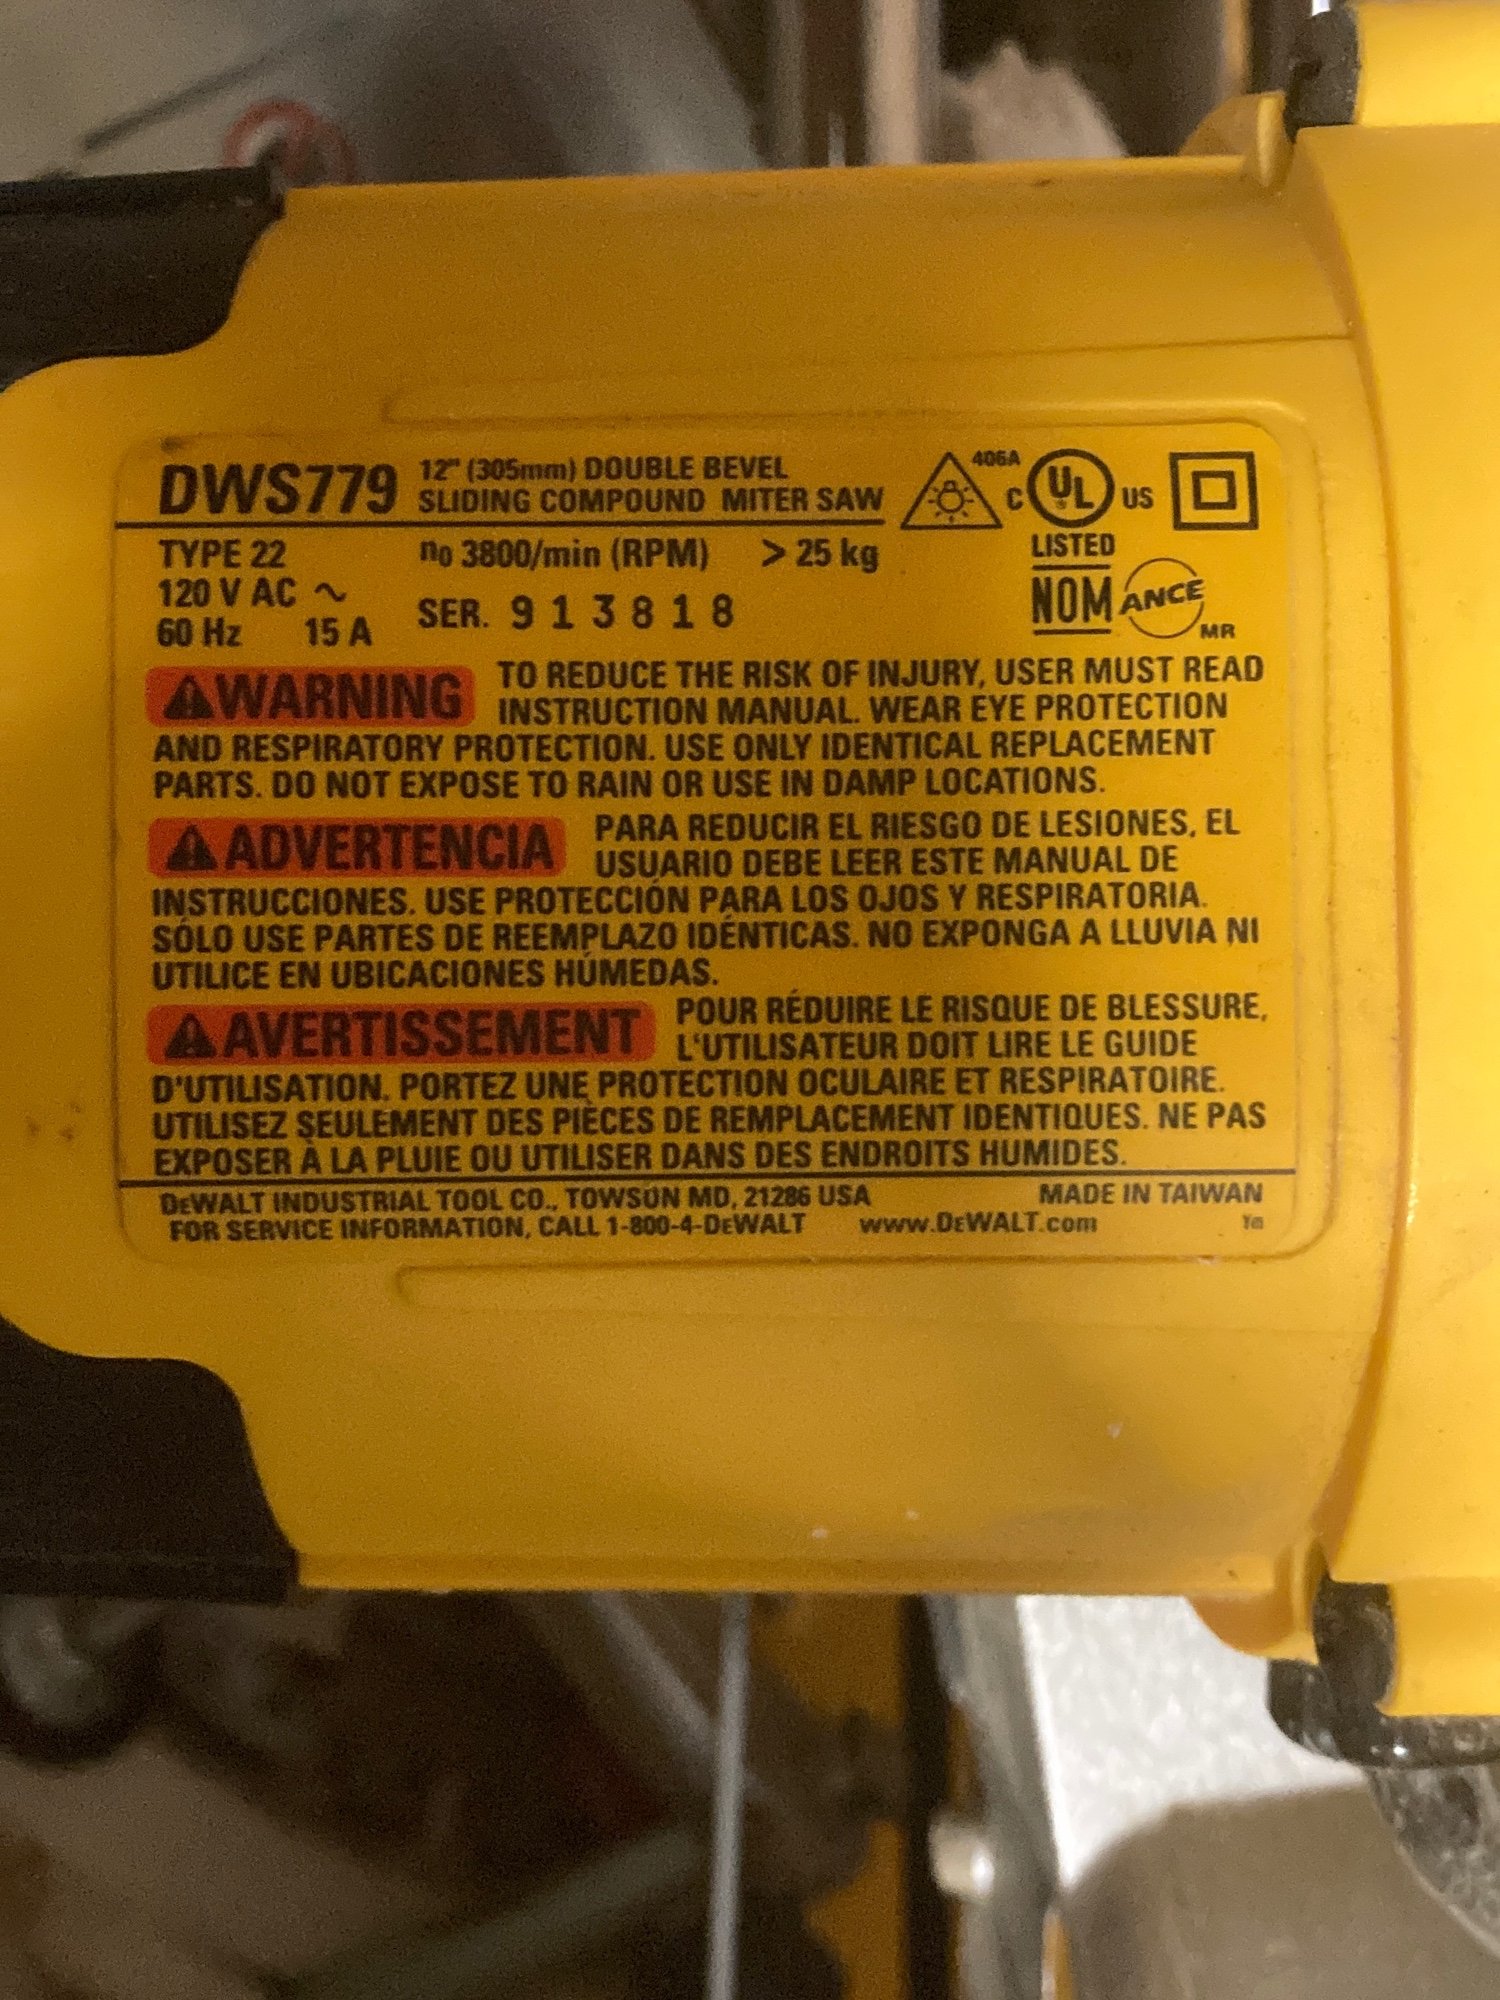 DWS779 12" (305mm) DOUBLE BEVEL
SLIDING COMPOUND MITER SAW
406A
C UL US
LISTED
TYPE 22 no 3800/min (RPM) > 25 kg
120 V AC ~
60 Hz 15 A
SER. 913818
NOM ANCE
MR
WARNING TO REDUCE THE RISK OF INJURY, USER MUST READ
INSTRUCTION MANUAL. WEAR EYE PROTECTION
AND RESPIRATORY PROTECTION. USE ONLY IDENTICAL REPLACEMENT
PARTS. DO NOT EXPOSE TO RAIN OR USE IN DAMP LOCATIONS.
ADVERTENCIA PARA REDUCIR EL RIESGO DE LESIONES, EL
USUARIO DEBE LEER ESTE MANUAL DE
INSTRUCCIONES. USE PROTECCIÓN PARA LOS OJOS Y RESPIRATORIA.
SÓLO USE PARTES DE REEMPLAZO IDÉNTICAS. NO EXPONGA A LLUVIA NI
UTILICE EN UBICACIONES HÚMEDAS.
AVERTISSEMENT POUR RÉDUIRE LE RISQUE DE BLESSURE,
L'UTILISATEUR DOIT LIRE LE GUIDE
D'UTILISATION. PORTEZ UNE PROTECTION OCULAIRE ET RESPIRATOIRE.
UTILISEZ SEULEMENT DES PIÈCES DE REMPLACEMENT IDENTIQUES. NE PAS
EXPOSER À LA PLUIE OU UTILISER DANS DES ENDROITS HUMIDES.
DEWALT INDUSTRIAL TOOL CO., TOWSON MD, 21286 USA MADE IN TAIWAN
FOR SERVICE INFORMATION, CALL 1-800-4-DEWALT www.DEWALT.com